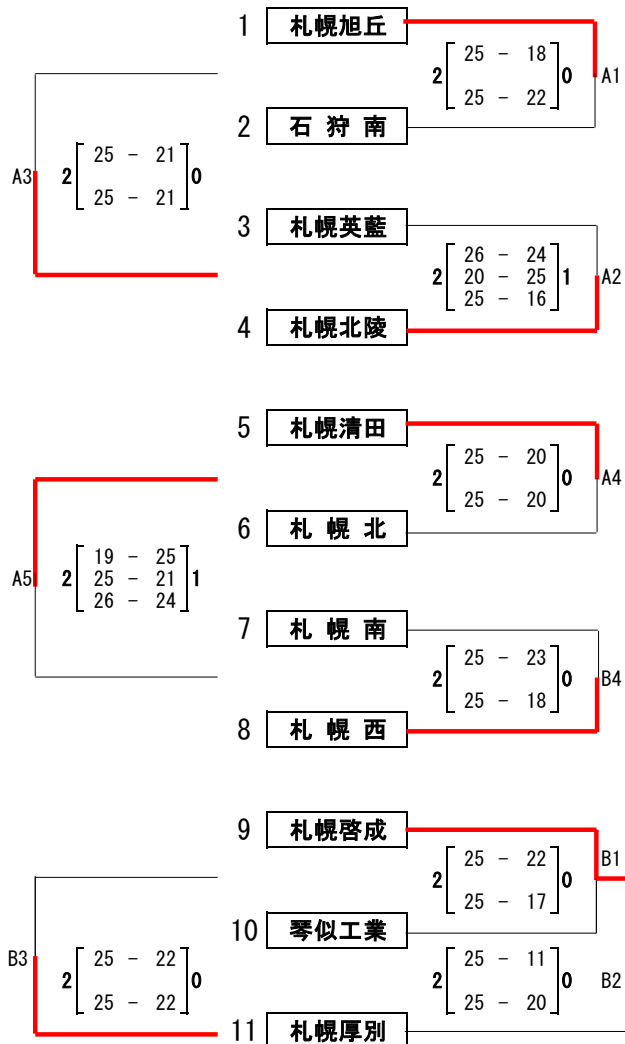 1 札幌旭丘
2 [ 25 - 18 ] 0 A1
25 - 22
2 石狩南
A3 2 [ 25 - 21 ] 0
25 - 21
3 札幌英藍
2 [ 26 - 24 ] 1 A2
20 - 25
25 - 16
4 札幌北陵
5 札幌清田
2 [ 25 - 20 ] 0 A4
25 - 20
6 札幌北
A5 2 [ 19 - 25 ] 1
25 - 21
26 - 24
7 札幌南
2 [ 25 - 23 ] 0 B4
25 - 18
8 札幌西
9 札幌啓成
B1
2 [ 25 - 22 ] 0
25 - 17
10 琴似工業
B3 2 [ 25 - 22 ] 0
25 - 22
2 [ 25 - 11 ] 0 B2
25 - 20
11 札幌厚別